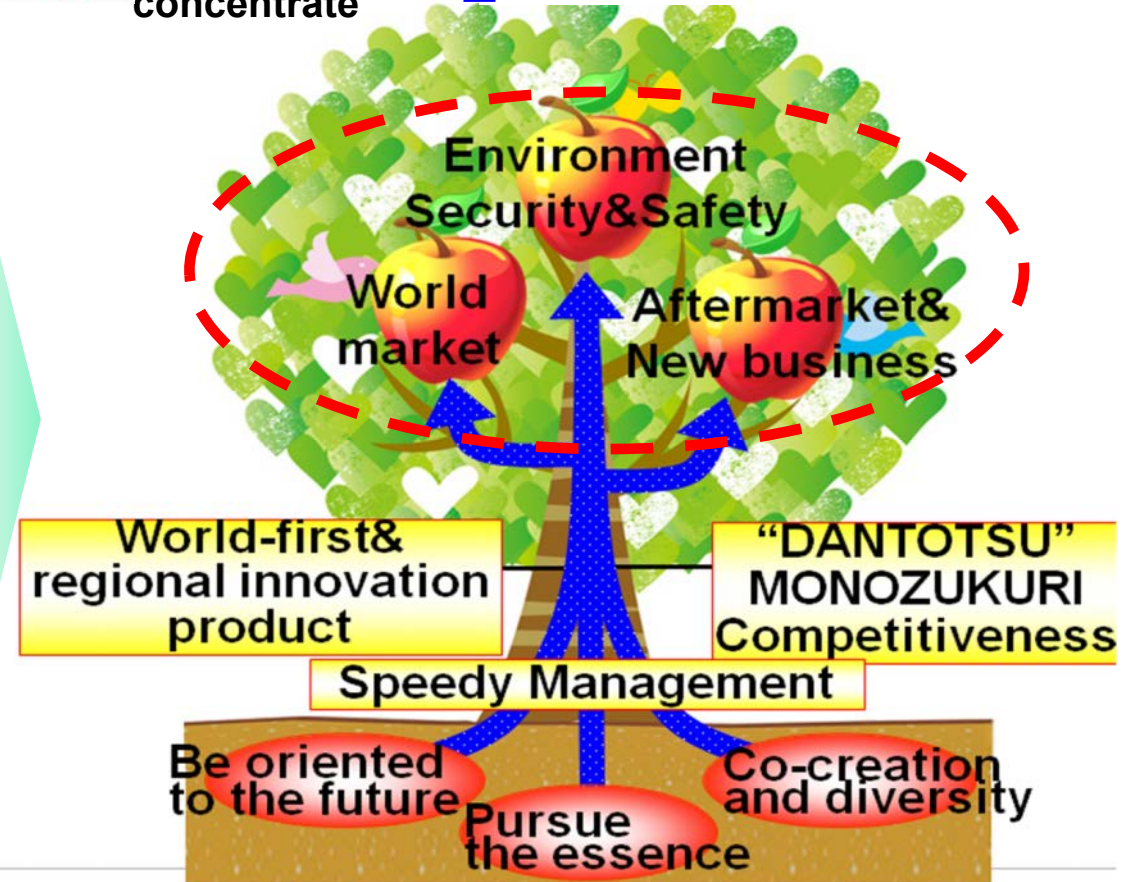 concentrate
Environment
Security&Safety
World
market
Aftermarket&
New business
World-first&
regional innovation
product
“DANTOTSU”
MONOZUKURI
Competitiveness
Speedy Management
Be oriented
to the future
Pursue
the essence
Co-creation
and diversity